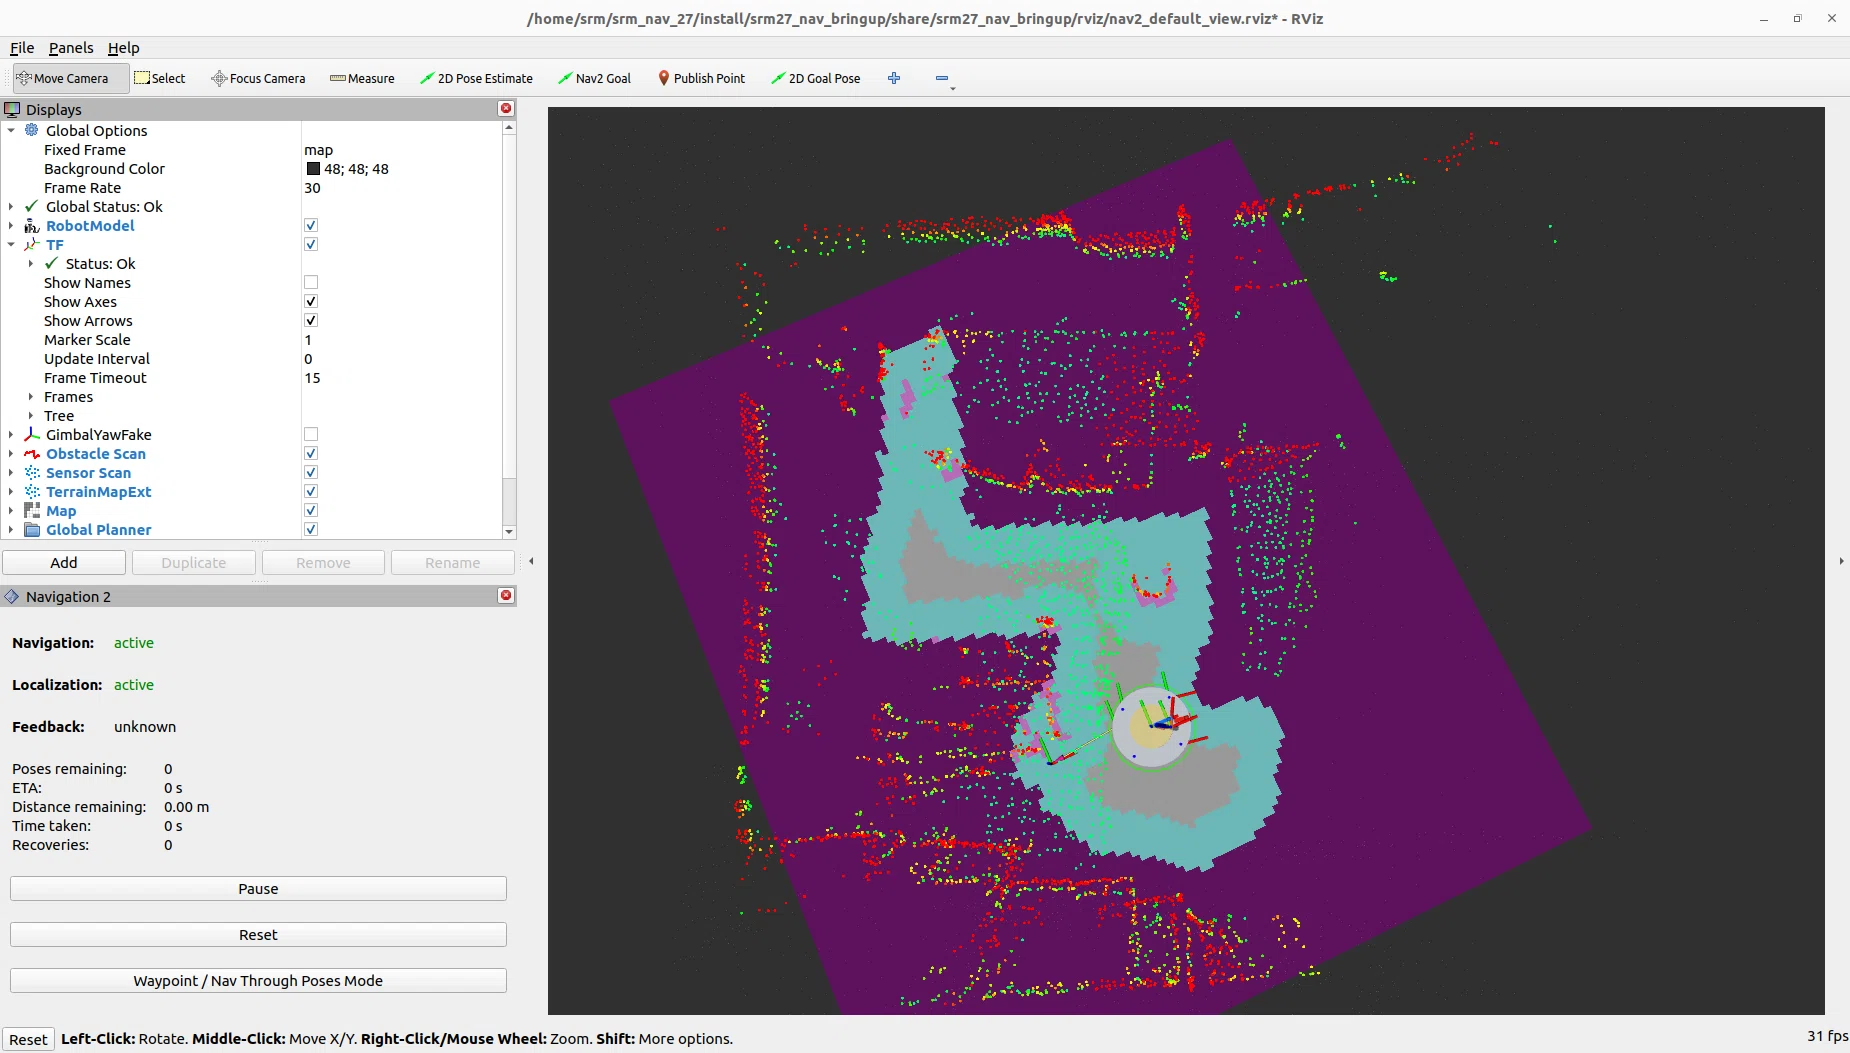 /home/srm/srm_nav_27/install/srm27_nav_bringup/share/srm27_nav_bringup/rviz/nav2_default_view.rviz* - RViz
File Panels Help
Move Camera Select Focus Camera Measure 2D Pose Estimate Nav2 Goal Publish Point 2D Goal Pose
Displays
Global Options
Fixed Frame map
Background Color 48; 48; 48
Frame Rate 30
Global Status: Ok
RobotModel
TF
Status: Ok
Show Names
Show Axes
Show Arrows
Marker Scale 1
Update Interval 0
Frame Timeout 15
Frames
Tree
GimbalYawFake
Obstacle Scan
Sensor Scan
TerrainMapExt
Map
Global Planner
Add Duplicate Remove Rename
Navigation 2
Navigation: active
Localization: active
Feedback: unknown
Poses remaining: 0
ETA: 0 s
Distance remaining: 0.00 m
Time taken: 0 s
Recoveries: 0
Pause
Reset
Waypoint / Nav Through Poses Mode
Reset Left-Click: Rotate. Middle-Click: Move X/Y. Right-Click/Mouse Wheel: Zoom. Shift: More options. 31 fps